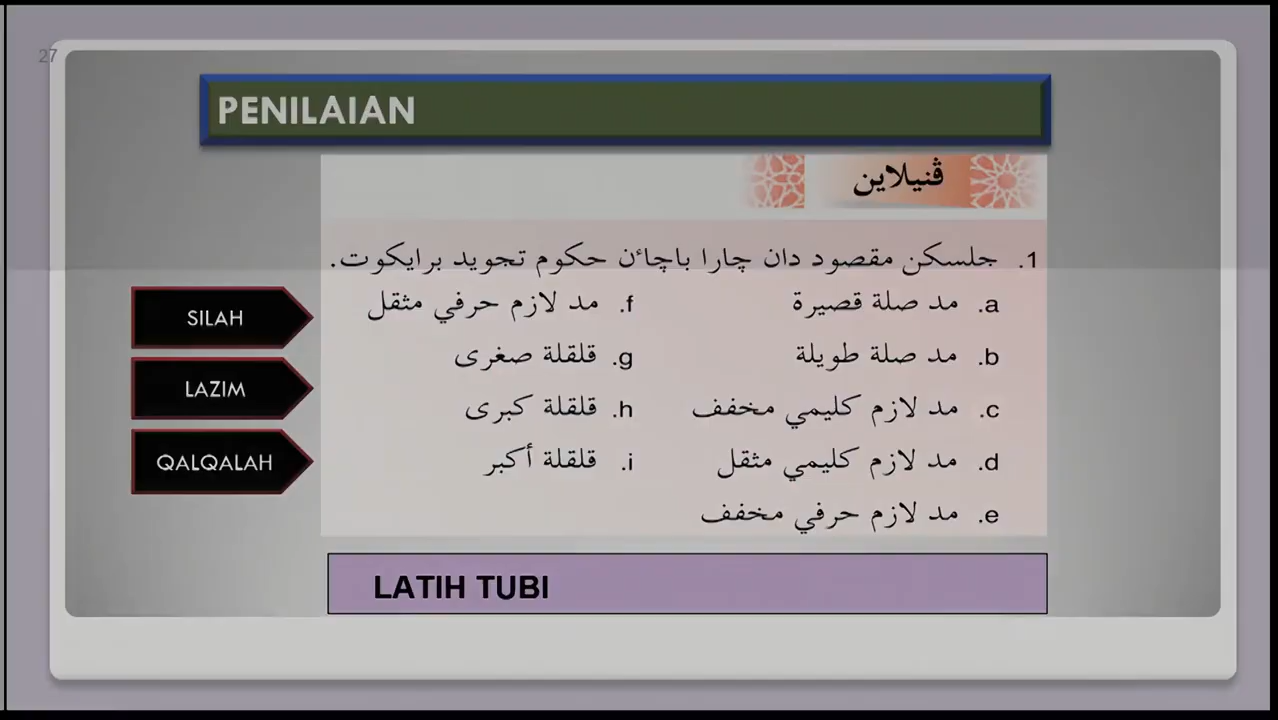 27
PENILAIAN
ڤنيلاين
1. جلسكن مقصود دان چارا باچاءن حكوم تجويد برايكوت.
a. مد صلة قصيرة
b. مد صلة طويلة
c. مد لازم كليمي مخفف
d. مد لازم كليمي مثقل
e. مد لازم حرفي مخفف
f. مد لازم حرفي مثقل
g. قلقلة صغرى
h. قلقلة كبرى
i. قلقلة أكبر
SILAH
LAZIM
QALQALAH
LATIH TUBI